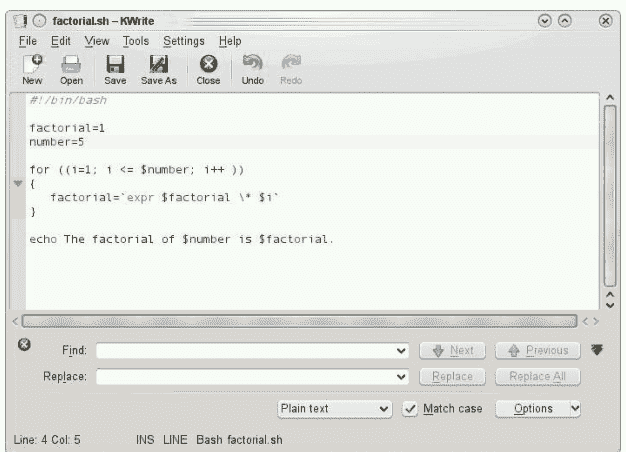 factorial.sh – KWrite
File Edit View Tools Settings Help
New Open Save Save As Close Undo Redo
#!/bin/bash
factorial=1
number=5
for ((i=1; i <= $number; i++ ))
{
factorial=`expr $factorial \* $i`
}
echo The factorial of $number is $factorial.
Find: Next Previous
Replace: Replace Replace All
Plain text Match case Options
Line: 4 Col: 5 INS LINE Bash factorial.sh